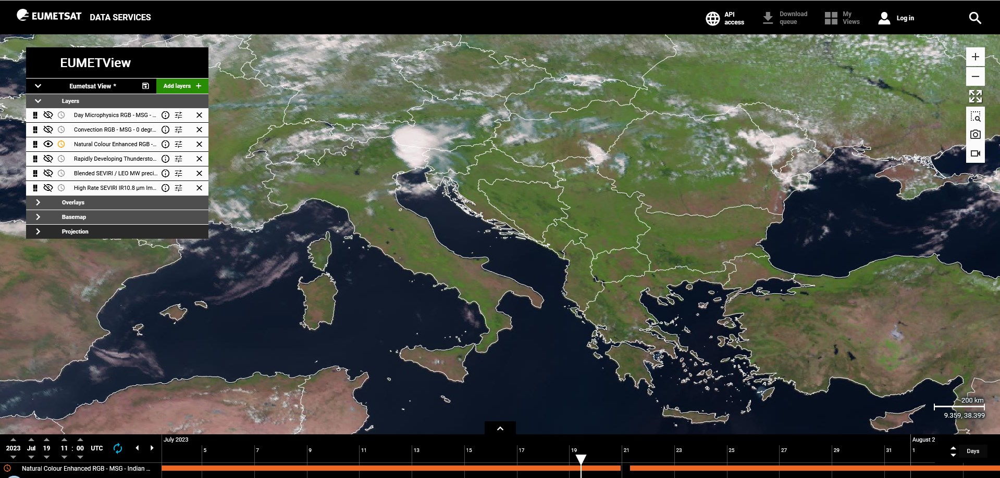 EUMETSAT DATA SERVICES
API
access
Download
queue
My
Views
Log in
EUMETView
Eumetsat View *
Add layers +
Layers
Day Microphysics RGB - MSG - ...
Convection RGB - MSG - 0 degr...
Natural Colour Enhanced RGB -...
Rapidly Developing Thundersto...
Blended SEVIRI / LEO MW preci...
High Rate SEVIRI IR10.8 µm Im...
Overlays
Basemap
Projection
200 km
9.359, 38.399
2023 Jul 19 11 : 00 UTC
July 2023
August 2
5 7 9 11 13 15 17 19 21 23 25 27 29 31 1
Days
Natural Colour Enhanced RGB - MSG - Indian ...